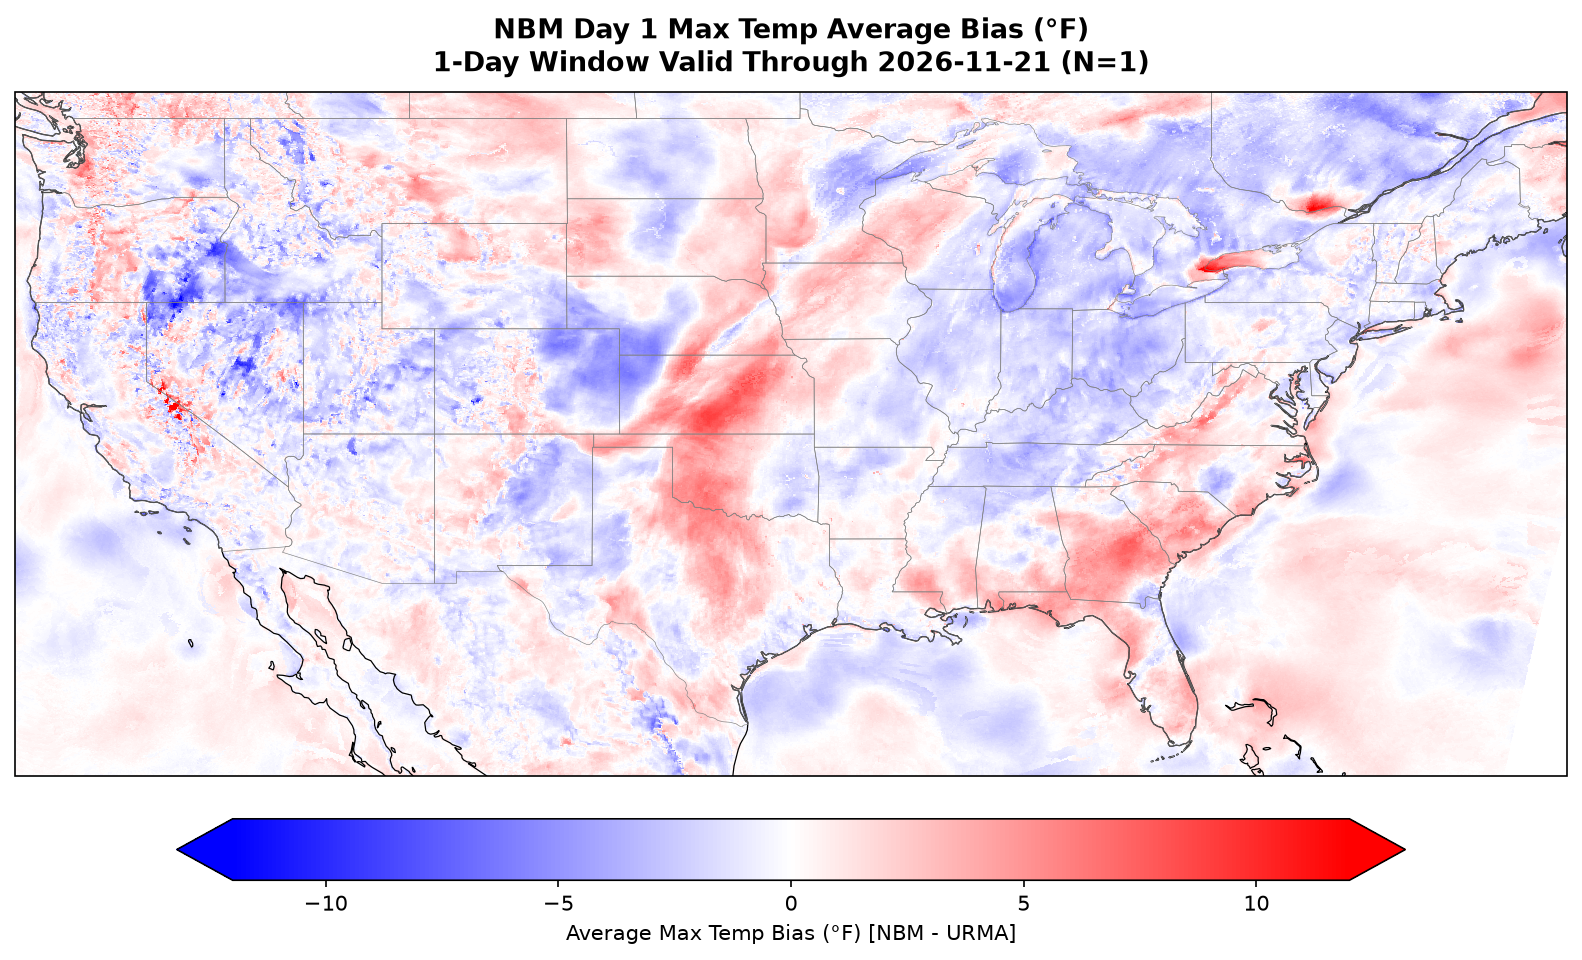 NBM Day 1 Max Temp Average Bias (°F)
1-Day Window Valid Through 2026-11-21 (N=1)
−10 −5 0 5 10
Average Max Temp Bias (°F) [NBM - URMA]